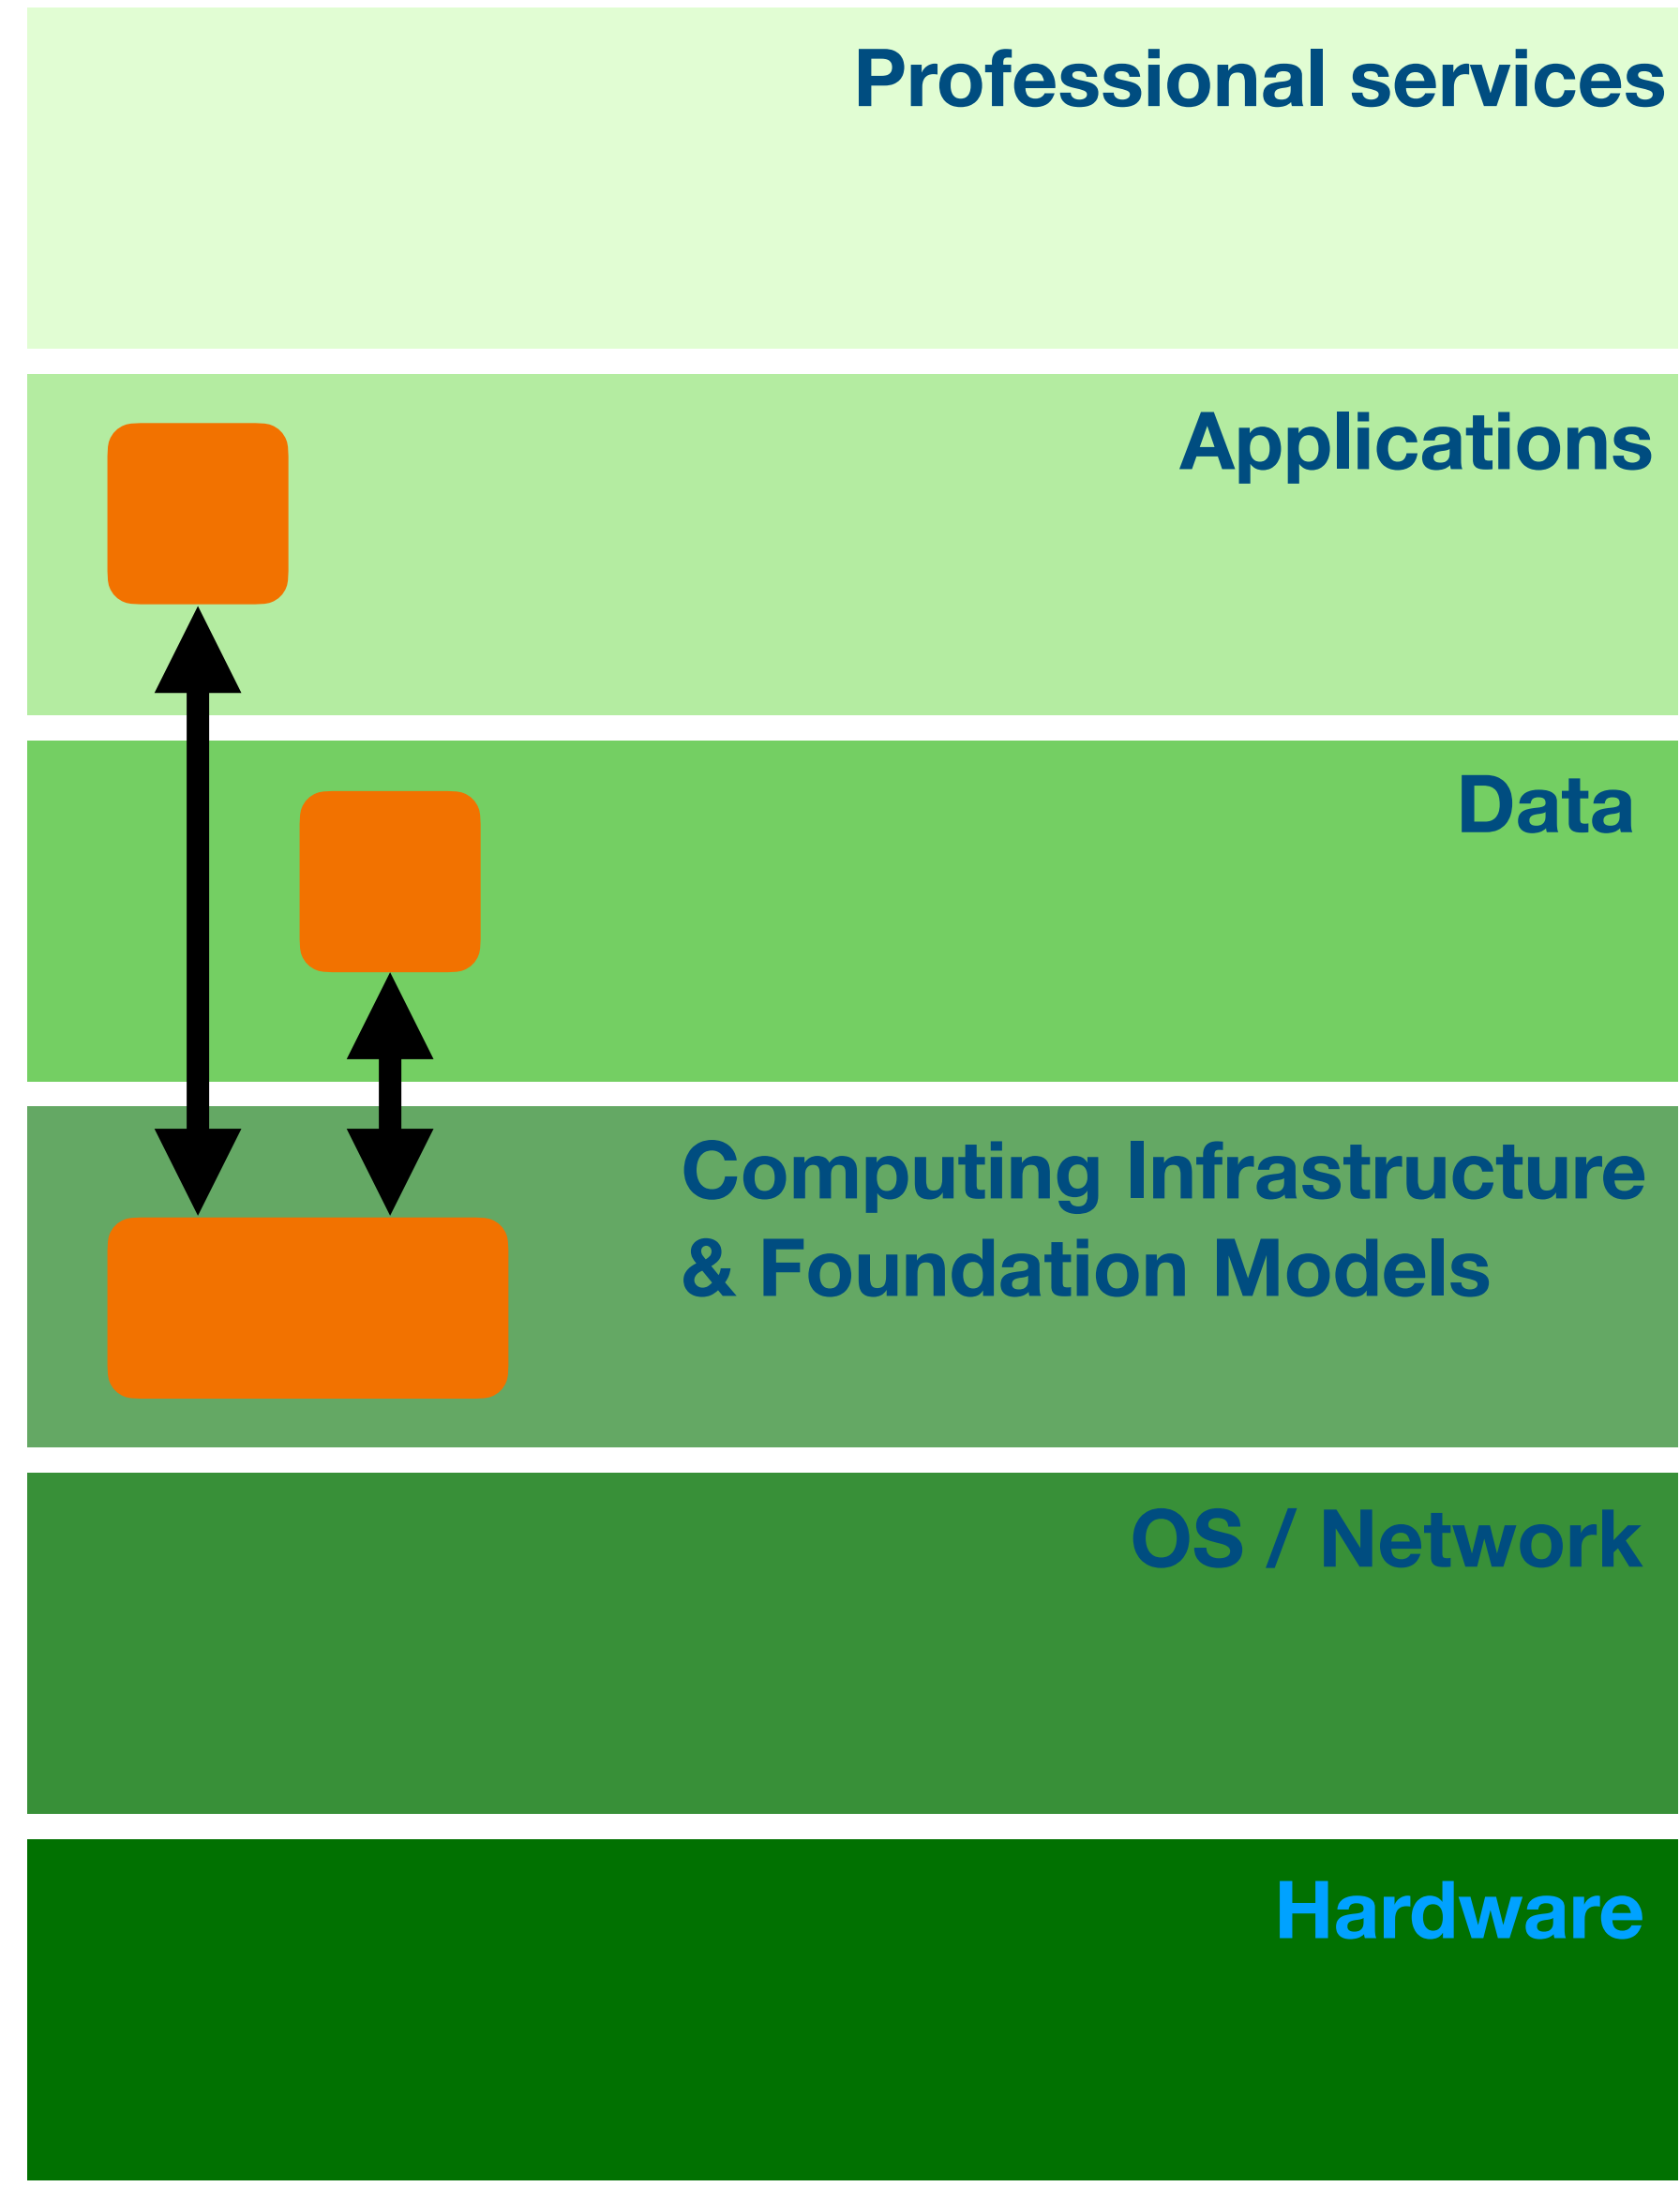 Professional services
Applications
Data
Computing Infrastructure
& Foundation Models
OS / Network
Hardware